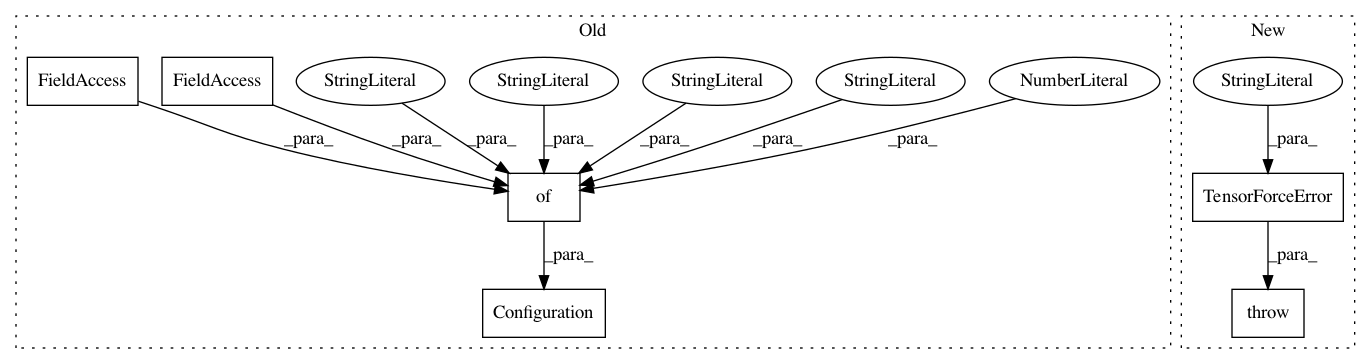 Old
New
FieldAccess
FieldAccess
StringLiteral
StringLiteral
StringLiteral
StringLiteral
NumberLiteral
StringLiteral
_para_
_para_
_para_
_para_
_para_
_para_
_para_
_para_
of
TensorForceError
_para_
_para_
Configuration
throw